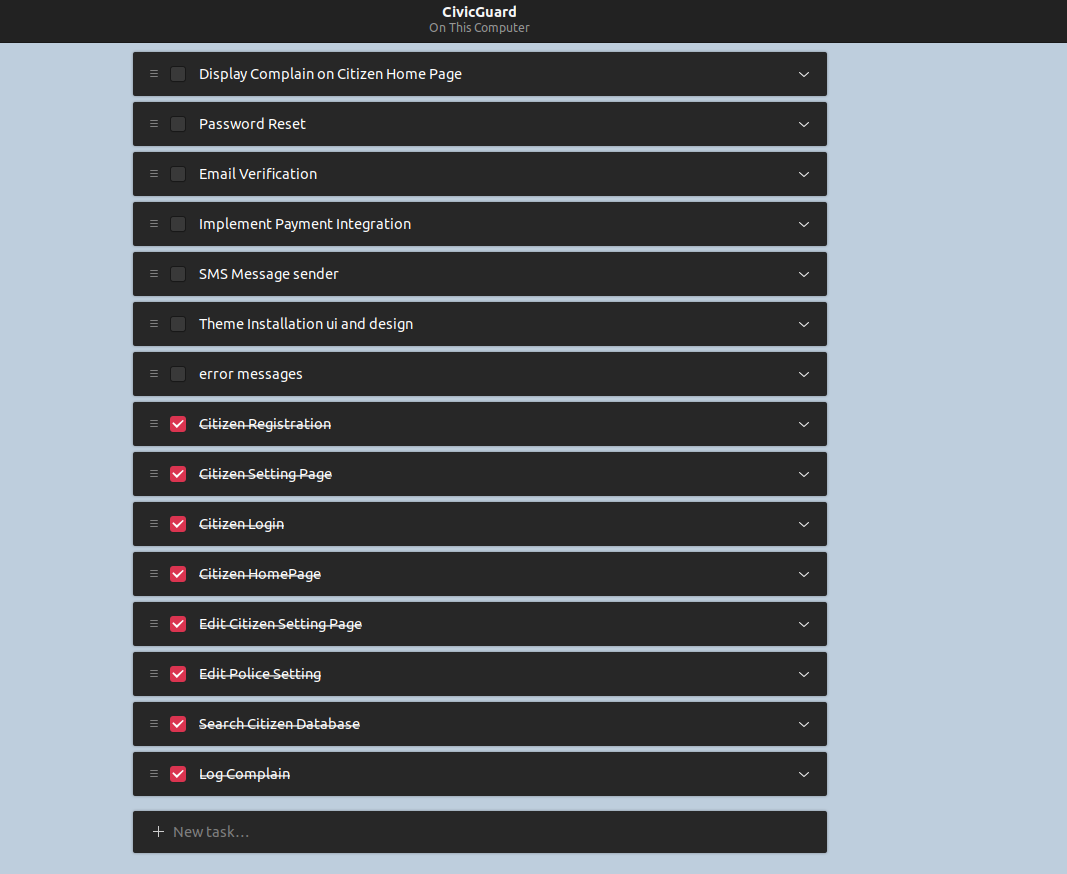 CivicGuard
On This Computer
Display Complain on Citizen Home Page
Password Reset
Email Verification
Implement Payment Integration
SMS Message sender
Theme Installation ui and design
error messages
Citizen Registration
Citizen Setting Page
Citizen Login
Citizen HomePage
Edit Citizen Setting Page
Edit Police Setting
Search Citizen Database
Log Complain
New task...